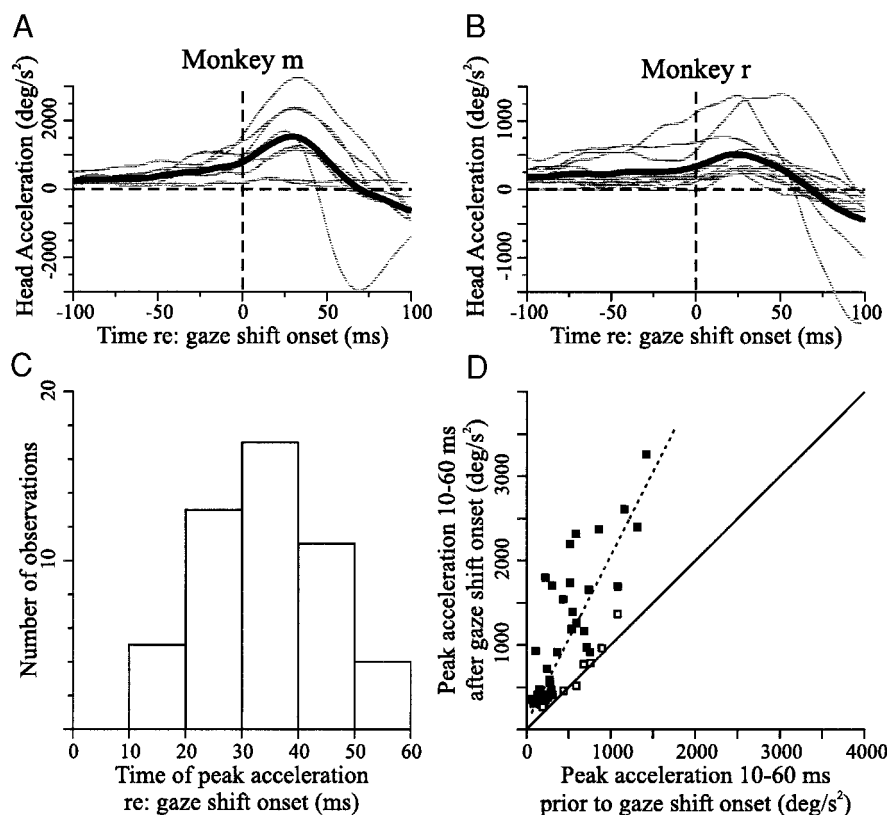 A
Monkey m
Head Acceleration (deg/s²)
2000
0
-2000
-100
-50
0
50
100
Time re: gaze shift onset (ms)
B
Monkey r
Head Acceleration (deg/s²)
1000
0
-1000
-100
-50
0
50
100
Time re: gaze shift onset (ms)
C
Number of observations
20
10
0
10
20
30
40
50
60
Time of peak acceleration
re: gaze shift onset (ms)
D
Peak acceleration 10-60 ms
after gaze shift onset (deg/s²)
3000
2000
1000
0
1000
2000
3000
4000
Peak acceleration 10-60 ms
prior to gaze shift onset (deg/s²)